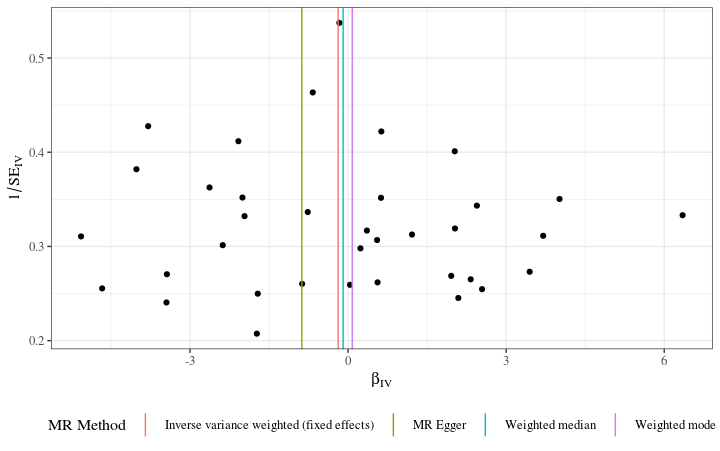 0.5
0.4
0.3
0.2
1/SE_IV
-3 0 3 6
β_IV
MR Method Inverse variance weighted (fixed effects) MR Egger Weighted median Weighted mode